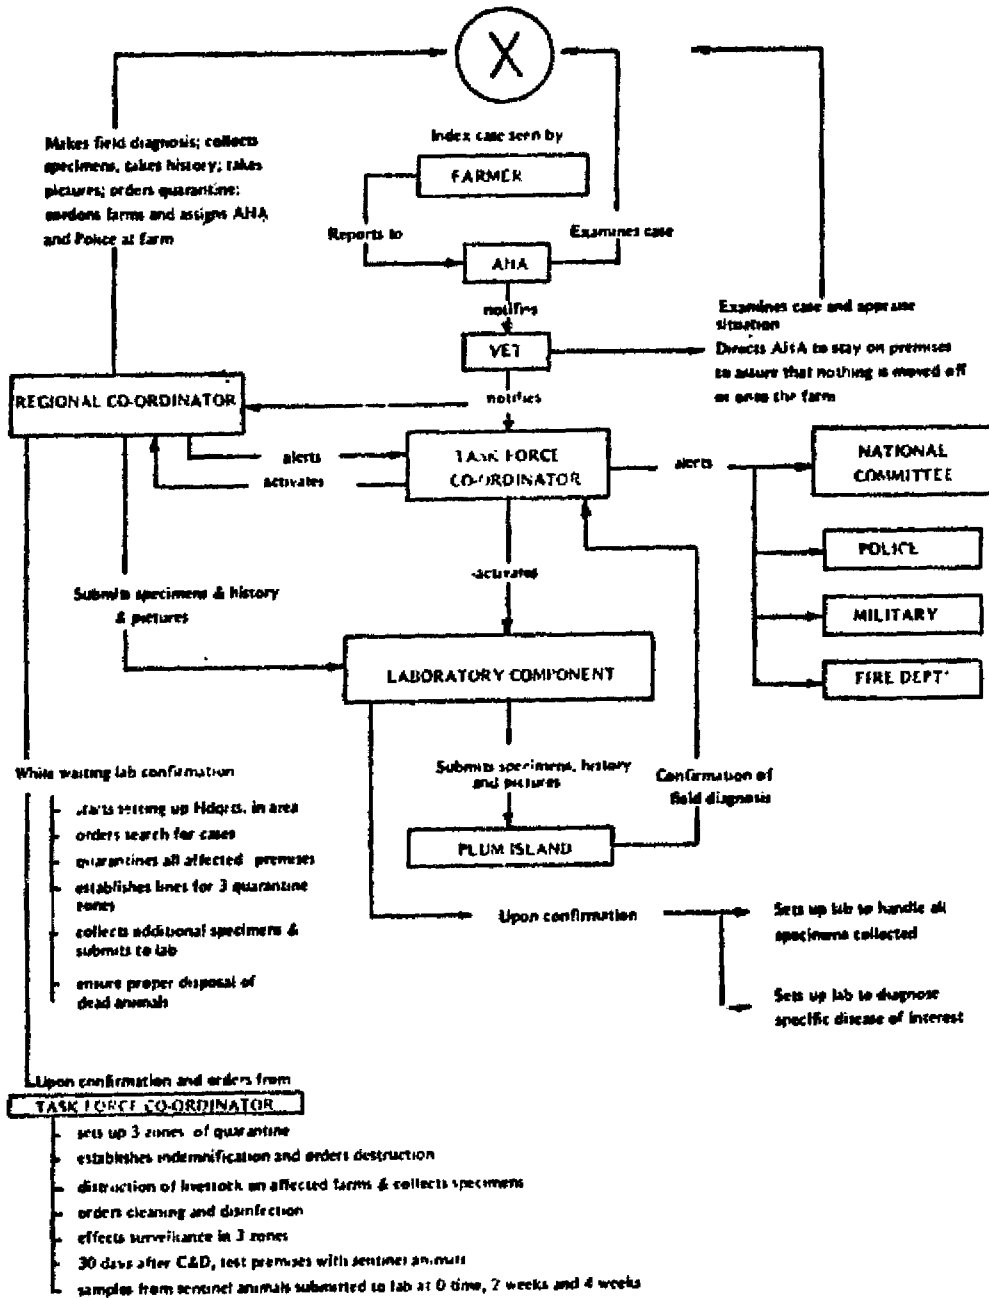 X
Makes field diagnosis; collects
specimens, takes history; takes
pictures; orders quarantine;
cordons farms and assigns AHA
and Police at farm
Index case seen by
FARMER
Reports to
Examines case
AHA
notifies
VET
Examines case and appraise
situation
Directs AHA to stay on premises
to assure that nothing is moved off
or onto the farm
REGIONAL CO-ORDINATOR
notifies
alerts
activates
TASK FORCE
CO-ORDINATOR
alerts
NATIONAL
COMMITTEE
POLICE
MILITARY
FIRE DEPT'
activates
Submits specimens & history
& pictures
LABORATORY COMPONENT
Submits specimens, history
and pictures
Confirmation of
field diagnosis
PLUM ISLAND
While waiting lab confirmation
starts setting up Hdqrts. in area
orders search for cases
quarantines all affected premises
establishes lines for 3 quarantine
zones
collects additional specimens &
submits to lab
ensure proper disposal of
dead animals
Upon confirmation
Sets up lab to handle all
specimens collected
Sets up lab to diagnose
specific disease of interest
Upon confirmation and orders from
TASK FORCE CO-ORDINATOR
sets up 3 zones of quarantine
establishes indemnification and orders destruction
distruction of livestock on affected farms & collects specimens
orders cleaning and disinfection
effects surveillance in 3 zones
30 days after C&D, test premises with sentinel animals
samples from sentinel animals submitted to lab at 0 time, 2 weeks and 4 weeks